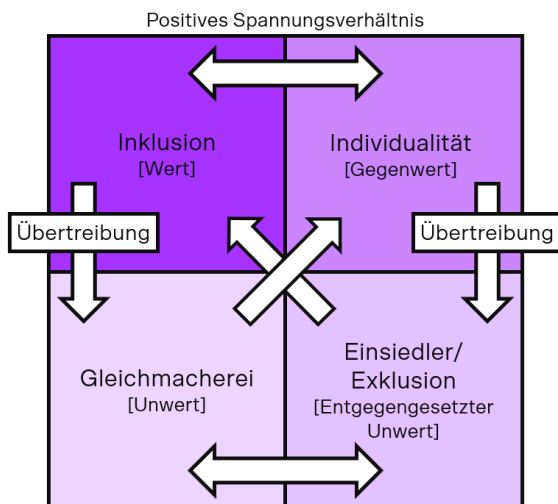 Positives Spannungsverhältnis
Inklusion
[Wert]
Individualität
[Gegenwert]
Übertreibung
Übertreibung
Gleichmacherei
[Unwert]
Einsiedler/
Exklusion
[Entgegengesetzter
Unwert]